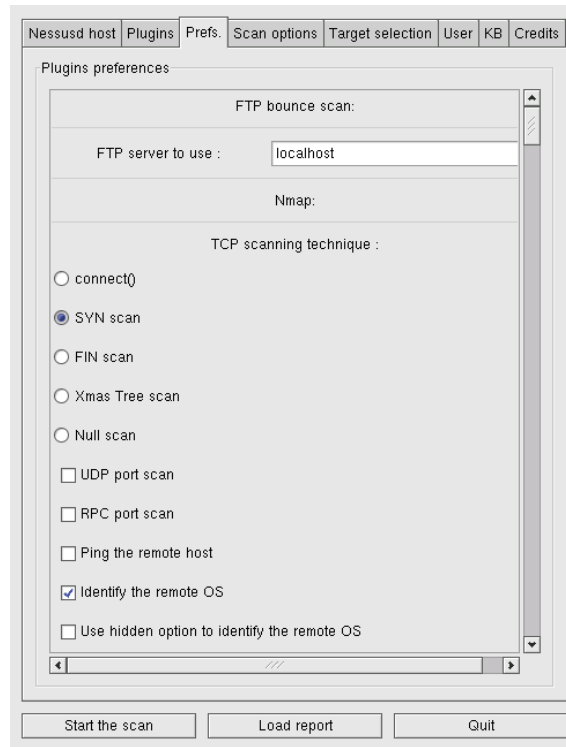 Nessusd host Plugins Prefs. Scan options Target selection User KB Credits
Plugins preferences
FTP bounce scan:
FTP server to use : localhost
Nmap:
TCP scanning technique :
connect()
SYN scan
FIN scan
Xmas Tree scan
Null scan
UDP port scan
RPC port scan
Ping the remote host
Identify the remote OS
Use hidden option to identify the remote OS
Start the scan Load report Quit